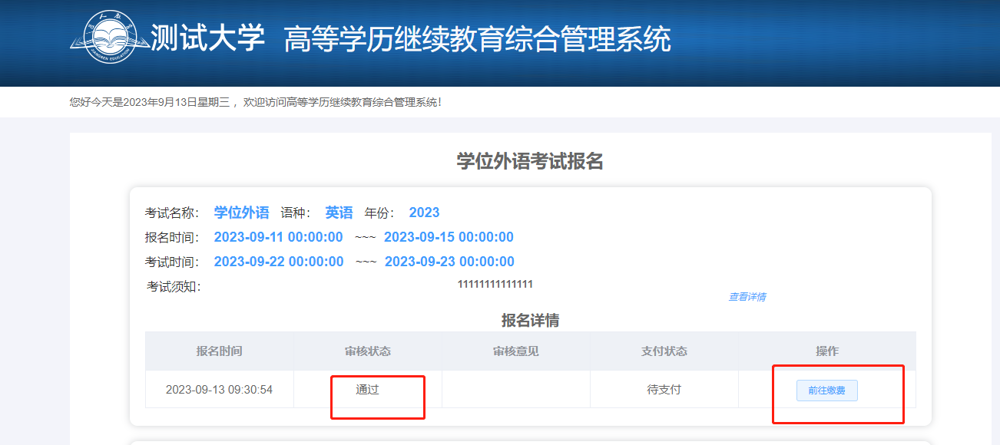 测试大学 高等学历继续教育综合管理系统
您好今天是2023年9月13日星期三 ，欢迎访问高等学历继续教育综合管理系统！
学位外语考试报名
考试名称： 学位外语 语种： 英语 年份： 2023
报名时间： 2023-09-11 00:00:00 ~~~ 2023-09-15 00:00:00
考试时间： 2023-09-22 00:00:00 ~~~ 2023-09-23 00:00:00
考试须知： 11111111111111
查看详情
报名详情
报名时间 审核状态 审核意见 支付状态 操作
2023-09-13 09:30:54 通过 待支付 前往缴费